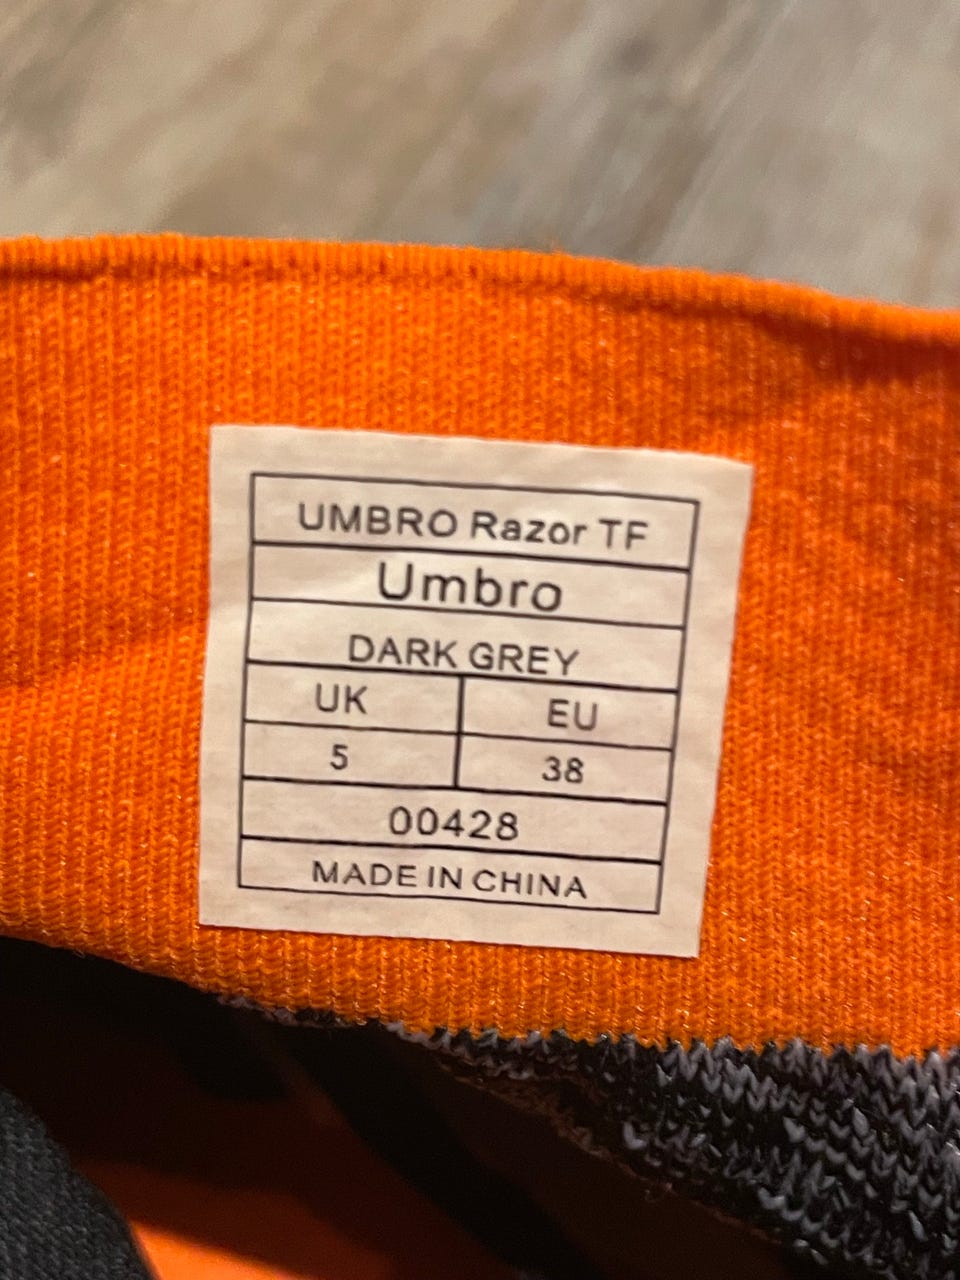 UMBRO Razor TF
Umbro
DARK GREY
UK EU
5 38
00428
MADE IN CHINA